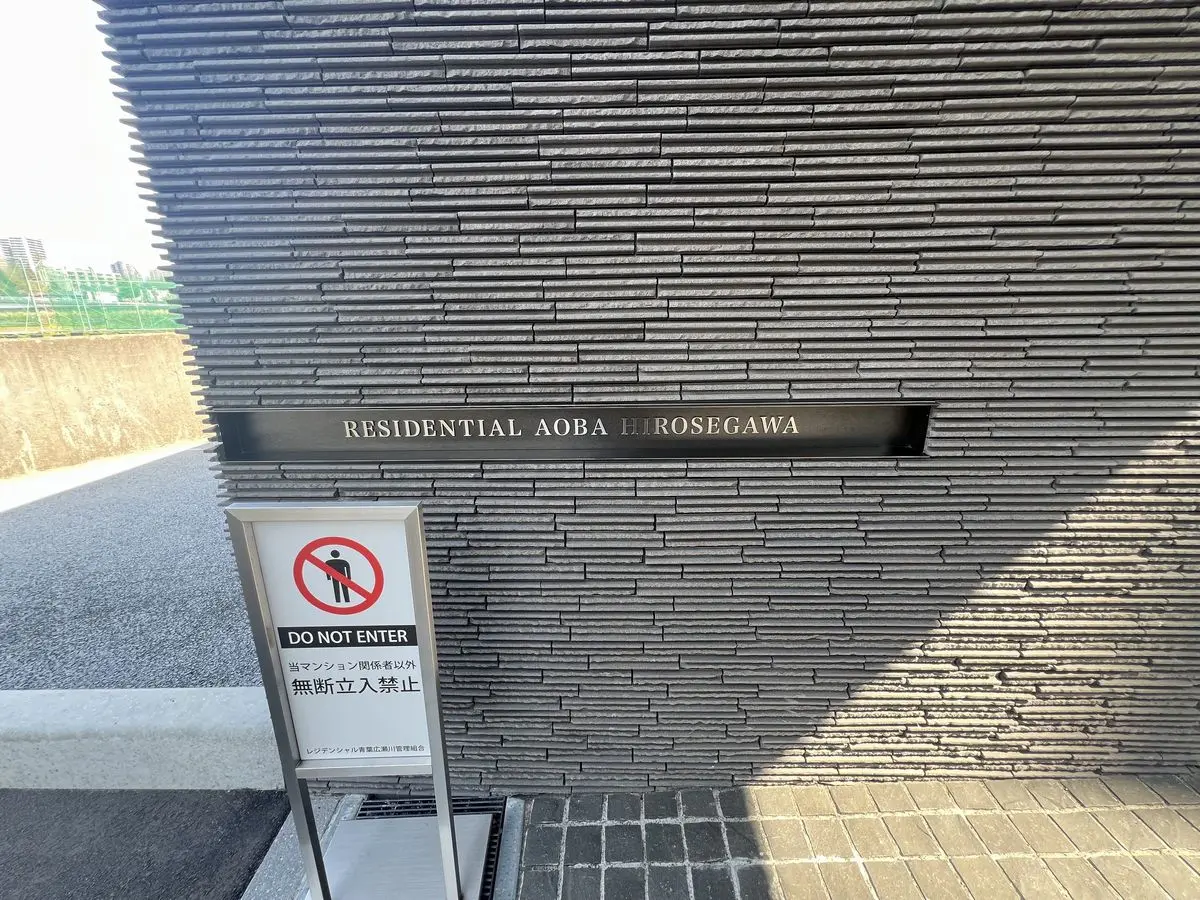 RESIDENTIAL AOBA HIROSEGAWA
DO NOT ENTER
当マンション関係者以外
無断立入禁止
レジデンシャル青葉広瀬川管理組合